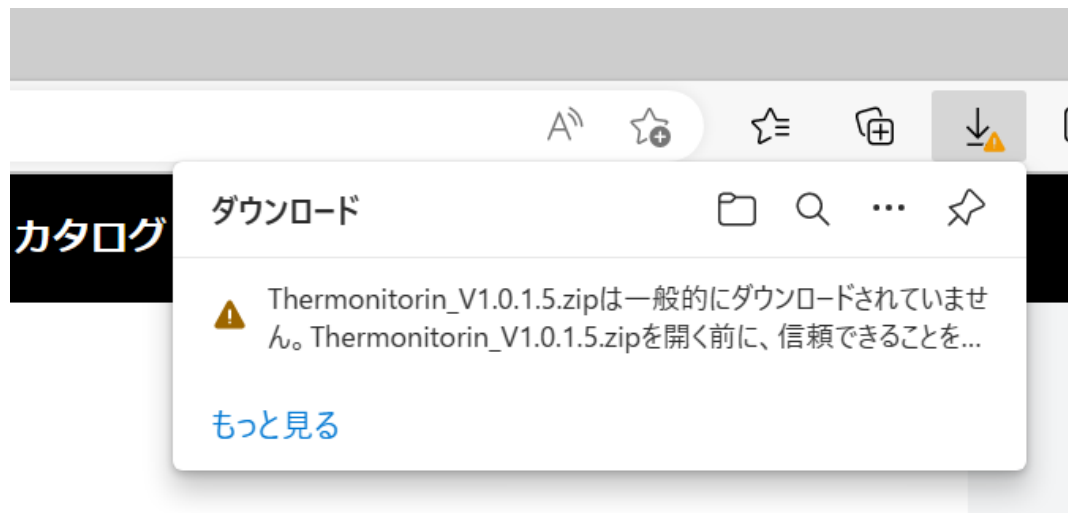 カタログ
ダウンロード
Thermonitorin_V1.0.1.5.zipは一般的にダウンロードされていませ
ん。Thermonitorin_V1.0.1.5.zipを開く前に、信頼できることを...
もっと見る